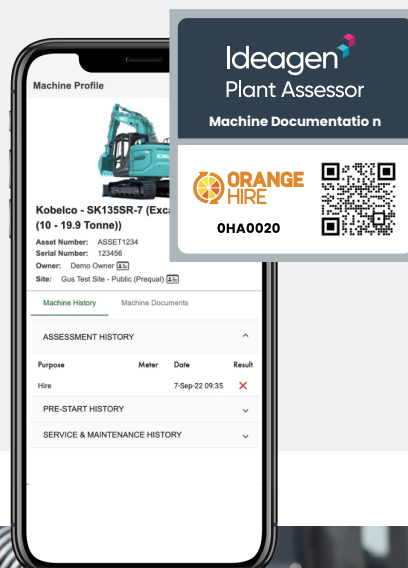 Ideagen
Plant Assessor
Machine Documentatio n
ORANGE
HIRE
0HA0020
Machine Profile
Kobelco - SK135SR-7 (Exca
(10 - 19.9 Tonne))
Asset Number: ASSET1234
Serial Number: 123456
Owner: Demo Owner
Site: Gus Test Site - Public (Prequal)
Machine History Machine Documents
ASSESSMENT HISTORY
Purpose Meter Date Result
Hire 7-Sep-22 09:35
PRE-START HISTORY
SERVICE & MAINTENANCE HISTORY